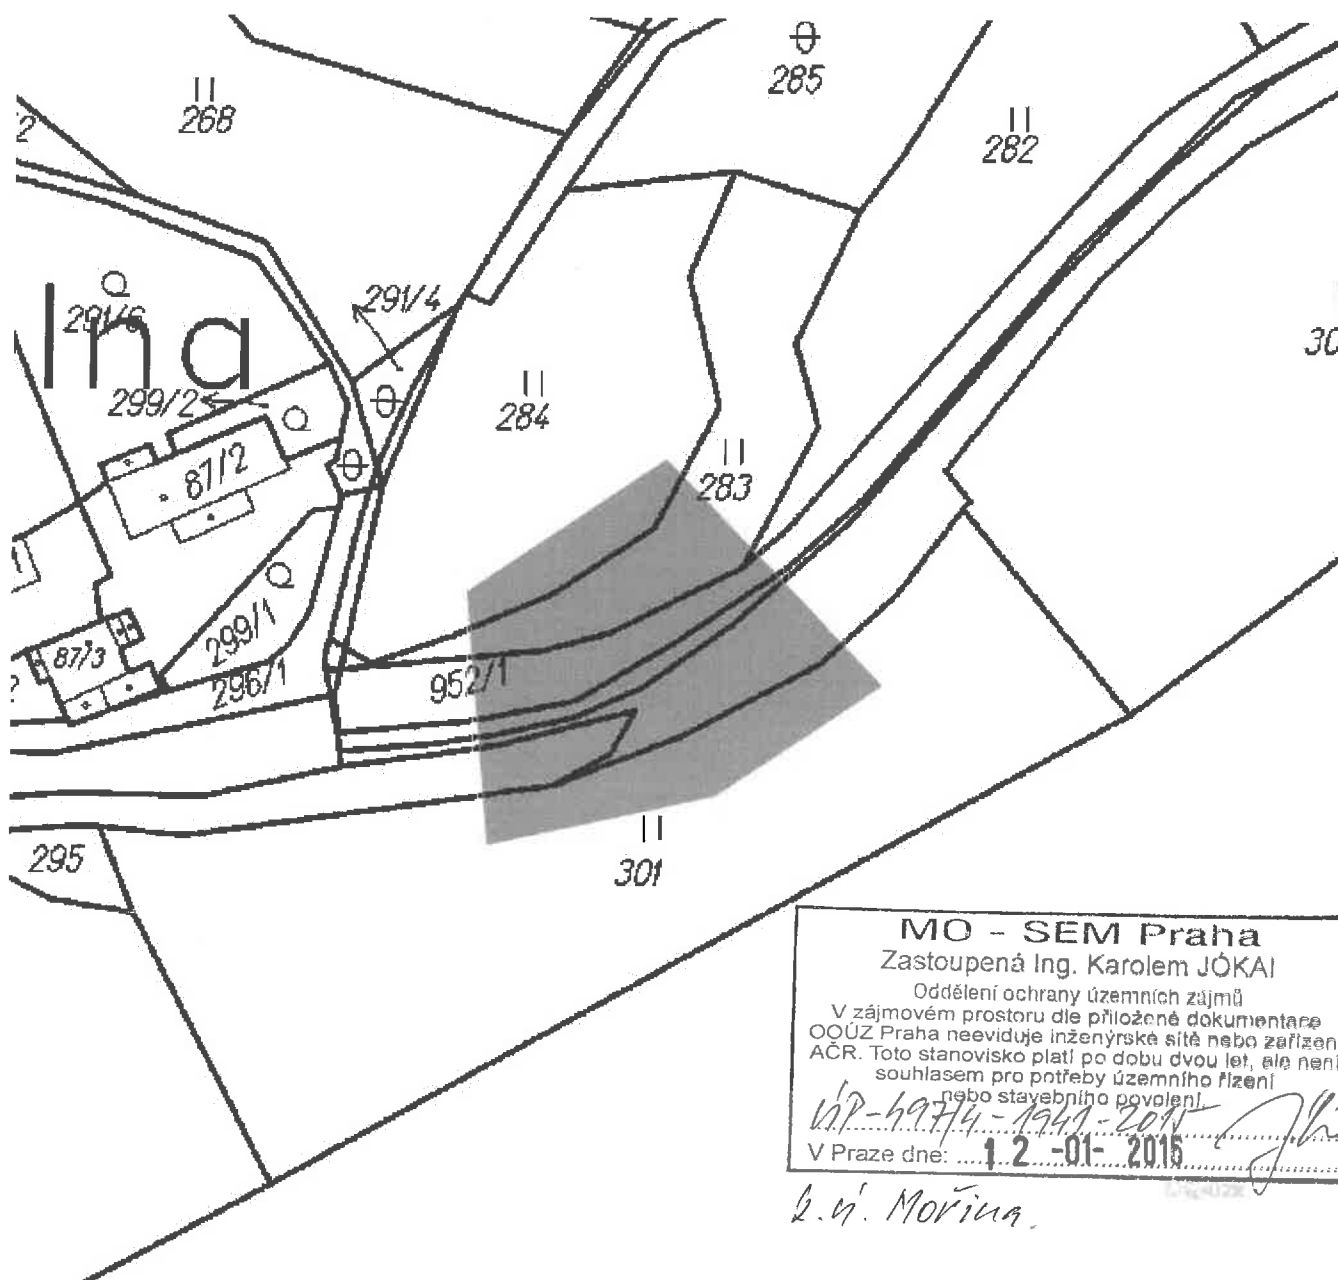 285
268
282
2
291/4
291/6
lna
30
299/2
284
87/2
283
1
299/1
87/3
296/1
952/1
295
301
MO - SEM Praha
Zastoupená Ing. Karolem JÓKAI
Oddělení ochrany územních zájmů
V zájmovém prostoru dle přiložené dokumentace
OOÚZ Praha neeviduje inženýrské sítě nebo zařízen
AČR. Toto stanovisko platí po dobu dvou let, ale není
souhlasem pro potřeby územního řízení
nebo stavebního povolení.
V Praze dne: 12 -01- 2015
k.ú. Mořina.